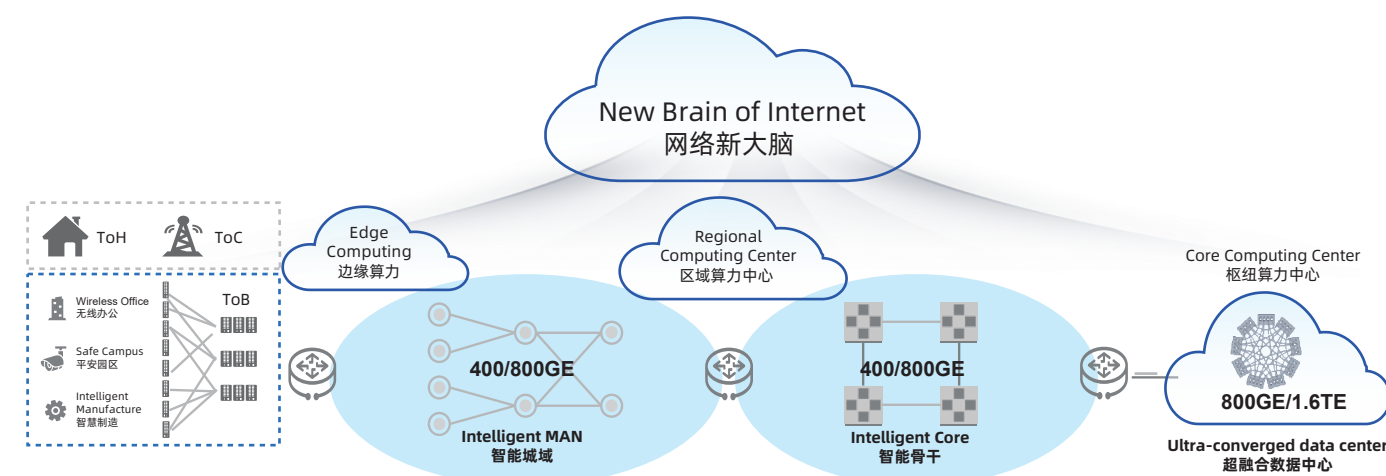 New Brain of Internet
网络新大脑
ToH
ToC
Edge
Computing
边缘算力
Regional
Computing Center
区域算力中心
Core Computing Center
枢纽算力中心
Wireless Office
无线办公
ToB
Safe Campus
平安园区
Intelligent
Manufacture
智慧制造
400/800GE
Intelligent MAN
智能城域
400/800GE
Intelligent Core
智能骨干
800GE/1.6TE
Ultra-converged data center
超融合数据中心